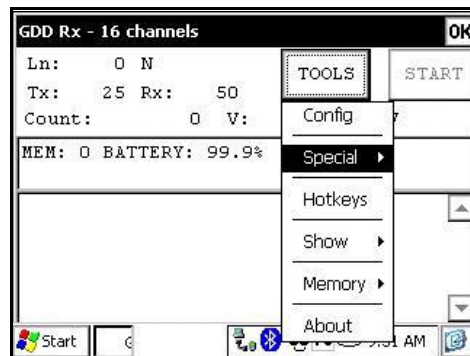 GDD Rx - 16 channels OK
Ln: 0 N
TOOLS START
Tx: 25 Rx: 50
Count: 0 V:
Config
MEM: 0 BATTERY: 99.9%
Special
Hotkeys
Show
Memory
About
Start AM